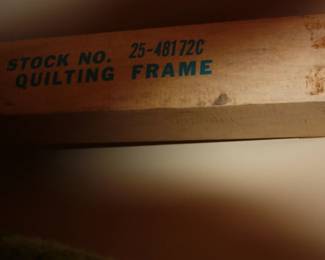 STOCK NO. 25-48172C
QUILTING FRAME